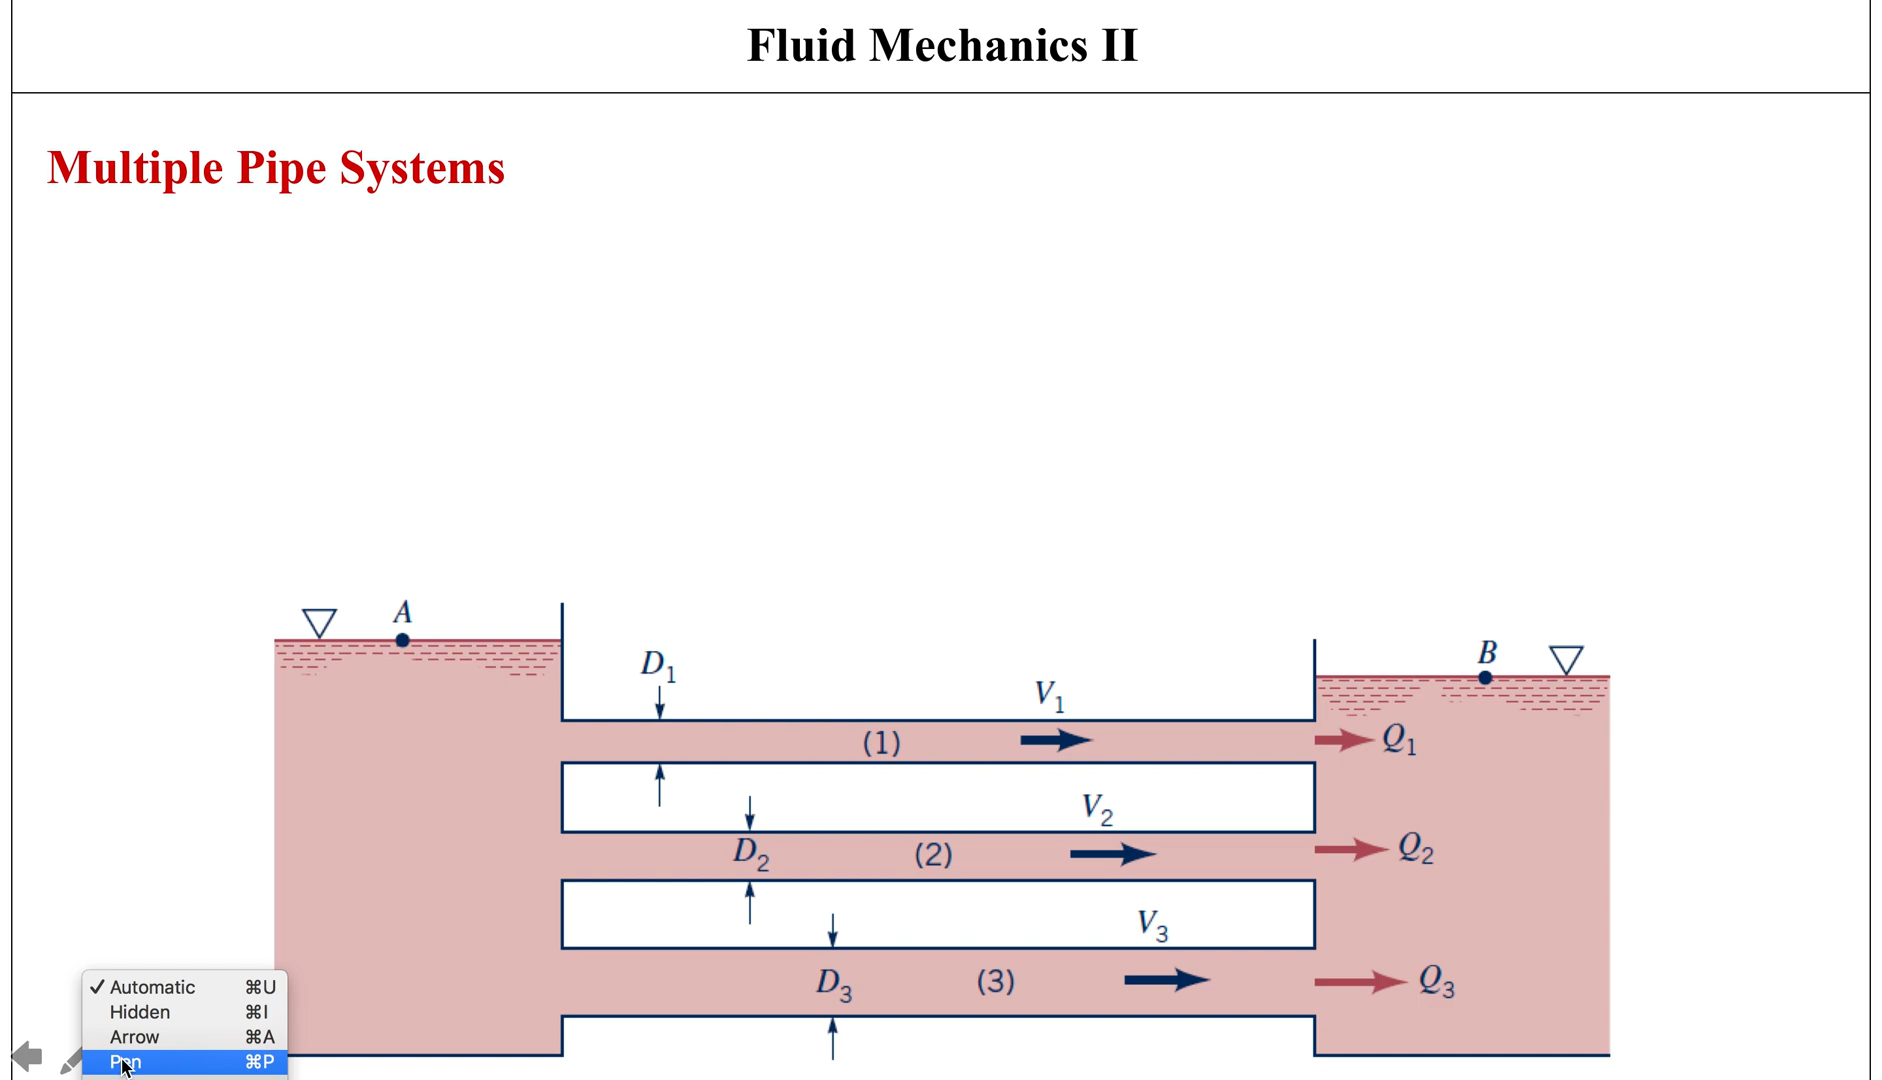 Fluid Mechanics II
Multiple Pipe Systems
A
B
D1
V1
(1)
Q1
V2
D2
(2)
Q2
V3
D3
(3)
Q3
✓ Automatic ⌘U
Hidden ⌘I
Arrow ⌘A
Pen ⌘P